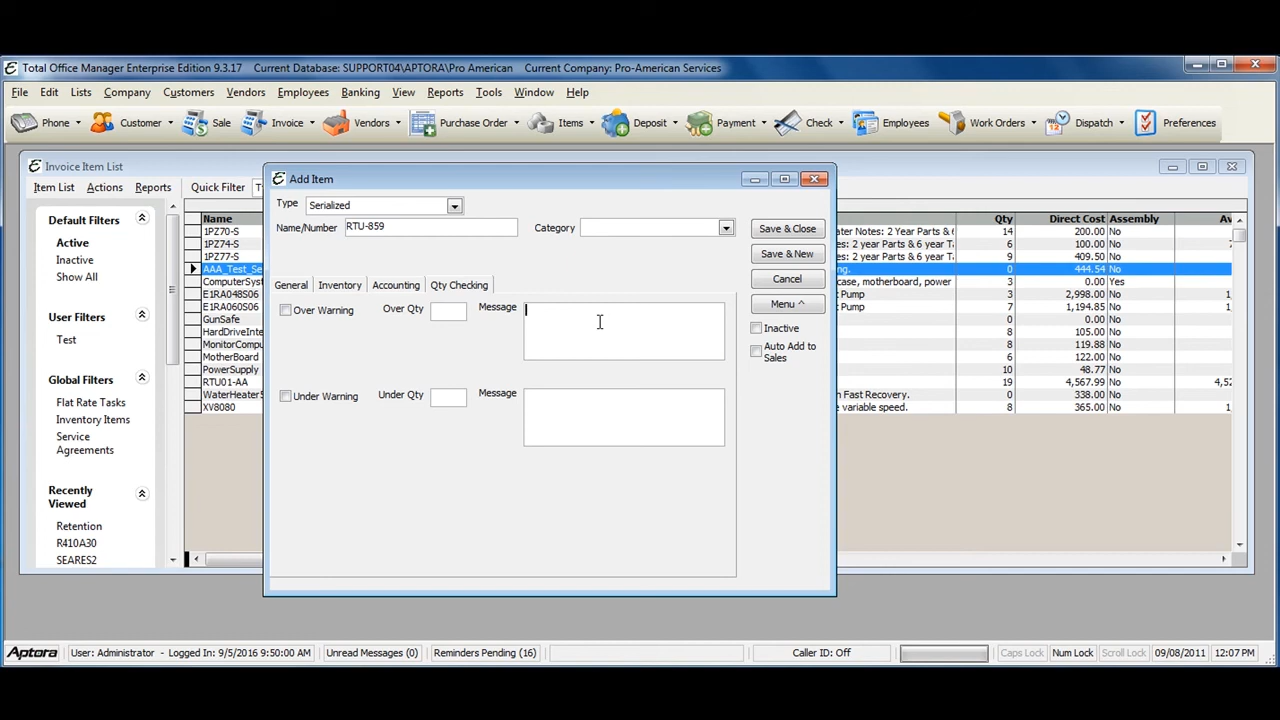 Total Office Manager Enterprise Edition 9.3.17 Current Database: SUPPORT04\APTORA\Pro American Current Company: Pro-American Services
File Edit Lists Company Customers Vendors Employees Banking View Reports Tools Window Help
Phone Customer Sale Invoice Vendors Purchase Order Items Deposit Payment Check Employees Work Orders Dispatch Preferences
Invoice Item List
Item List Actions Reports Quick Filter
Default Filters
Active
Inactive
Show All
User Filters
Test
Global Filters
Flat Rate Tasks
Inventory Items
Service
Agreements
Recently
Viewed
Retention
R410A30
SEARES2
Name
1PZ70-S
1PZ74-S
1PZ77-S
AAA_Test_Se
ComputerSys
E1RA048S06
E1RA060S06
GunSafe
HardDriveInte
MonitorCompu
MotherBoard
PowerSupply
RTU01-AA
WaterHeater5
XV8080
Add Item
Type Serialized
Name/Number RTU-859 Category
General Inventory Accounting Qty Checking
Over Warning Over Qty Message
Under Warning Under Qty Message
Save & Close
Save & New
Cancel
Menu ^
Inactive
Auto Add to
Sales
Qty Direct Cost Assembly Av
ater Notes: 2 Year Parts & 6 year T. 14 200.00 No
Notes: 2 year Parts & 6 year T. 6 100.00 No
Notes: 2 year Parts & 6 year T. 0 409.50 No
ng. 0 444.54 No
case, motherboard, power 0 0.00 Yes
t Pump 3 2,998.00 No 1,
t Pump 7 1,194.85 No 1,
0 0.00 No
8 105.00 No
8 119.88 No
6 122.00 No
10 48.77 No
19 4,567.99 No 4,52
n Fast Recovery. 0 338.00 No
e variable speed. 8 365.00 No 1,
Aptora User: Administrator - Logged In: 9/5/2016 9:50:00 AM Unread Messages (0) Reminders Pending (16) Caller ID: Off Caps Lock Num Lock Scroll Lock 09/08/2011 12:07 PM